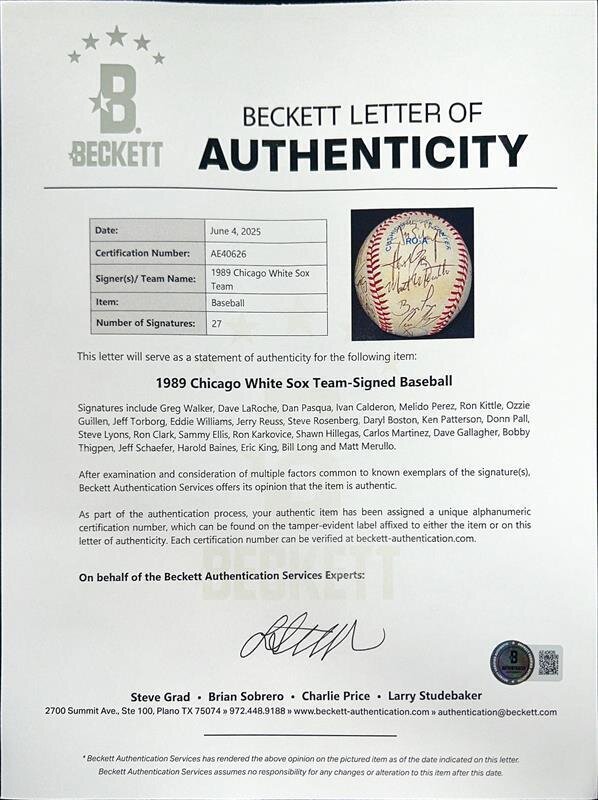 B.
BECKETT
BECKETT LETTER OF
AUTHENTICITY
Date: June 4, 2025
Certification Number: AE40626
Signer(s)/ Team Name: 1989 Chicago White Sox
Team
Item: Baseball
Number of Signatures: 27
RO-A
This letter will serve as a statement of authenticity for the following item:
1989 Chicago White Sox Team-Signed Baseball
Signatures include Greg Walker, Dave LaRoche, Dan Pasqua, Ivan Calderon, Melido Perez, Ron Kittle, Ozzie
Guillen, Jeff Torborg, Eddie Williams, Jerry Reuss, Steve Rosenberg, Daryl Boston, Ken Patterson, Donn Pall,
Steve Lyons, Ron Clark, Sammy Ellis, Ron Karkovice, Shawn Hillegas, Carlos Martinez, Dave Gallagher, Bobby
Thigpen, Jeff Schaefer, Harold Baines, Eric King, Bill Long and Matt Merullo.
After examination and consideration of multiple factors common to known exemplars of the signature(s),
Beckett Authentication Services offers its opinion that the item is authentic.
As part of the authentication process, your authentic item has been assigned a unique alphanumeric
certification number, which can be found on the tamper-evident label affixed to either the item or on this
letter of authenticity. Each certification number can be verified at beckett-authentication.com.
BECKETT
On behalf of the Beckett Authentication Services Experts:
Steve Grad • Brian Sobrero • Charlie Price • Larry Studebaker
2700 Summit Ave., Ste 100, Plano TX 75074 » 972.448.9188 » www.beckett-authentication.com » authentication@beckett.com
* Beckett Authentication Services has rendered the above opinion on the pictured item as of the date indicated on this letter.
Beckett Authentication Services assumes no responsibility for any changes or alteration to this item after this date.